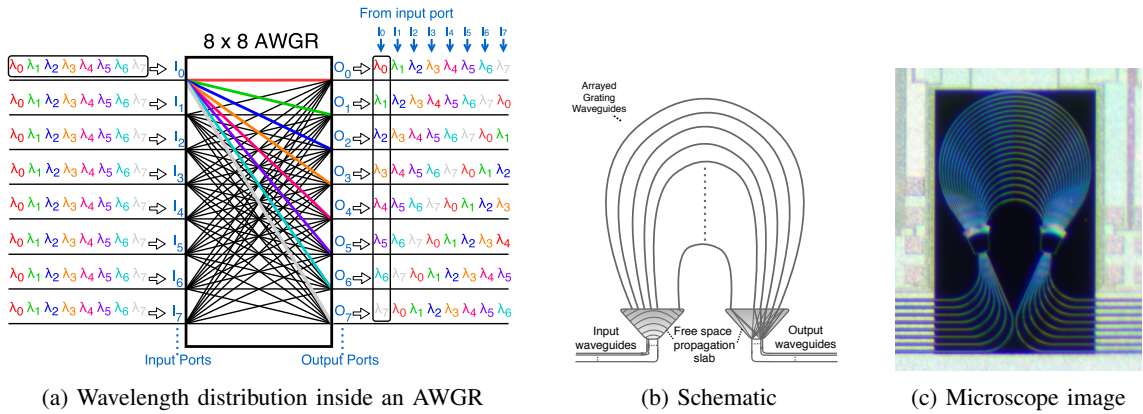 From input port
I₀ I₁ I₂ I₃ I₄ I₅ I₆ I₇
8 x 8 AWGR
λ₀ λ₁ λ₂ λ₃ λ₄ λ₅ λ₆ λ₇ I₀ O₀ λ₀ λ₁ λ₂ λ₃ λ₄ λ₅ λ₆ λ₇
λ₀ λ₁ λ₂ λ₃ λ₄ λ₅ λ₆ λ₇ I₁ O₁ λ₁ λ₂ λ₃ λ₄ λ₅ λ₆ λ₇ λ₀
λ₀ λ₁ λ₂ λ₃ λ₄ λ₅ λ₆ λ₇ I₂ O₂ λ₂ λ₃ λ₄ λ₅ λ₆ λ₇ λ₀ λ₁
λ₀ λ₁ λ₂ λ₃ λ₄ λ₅ λ₆ λ₇ I₃ O₃ λ₃ λ₄ λ₅ λ₆ λ₇ λ₀ λ₁ λ₂
λ₀ λ₁ λ₂ λ₃ λ₄ λ₅ λ₆ λ₇ I₄ O₄ λ₄ λ₅ λ₆ λ₇ λ₀ λ₁ λ₂ λ₃
λ₀ λ₁ λ₂ λ₃ λ₄ λ₅ λ₆ λ₇ I₅ O₅ λ₅ λ₆ λ₇ λ₀ λ₁ λ₂ λ₃ λ₄
λ₀ λ₁ λ₂ λ₃ λ₄ λ₅ λ₆ λ₇ I₆ O₆ λ₆ λ₇ λ₀ λ₁ λ₂ λ₃ λ₄ λ₅
λ₀ λ₁ λ₂ λ₃ λ₄ λ₅ λ₆ λ₇ I₇ O₇ λ₇ λ₀ λ₁ λ₂ λ₃ λ₄ λ₅ λ₆
Input Ports
Output Ports
(a) Wavelength distribution inside an AWGR
Arrayed
Grating
Waveguides
Input
waveguides
Free space
propagation
slab
Output
waveguides
(b) Schematic
(c) Microscope image